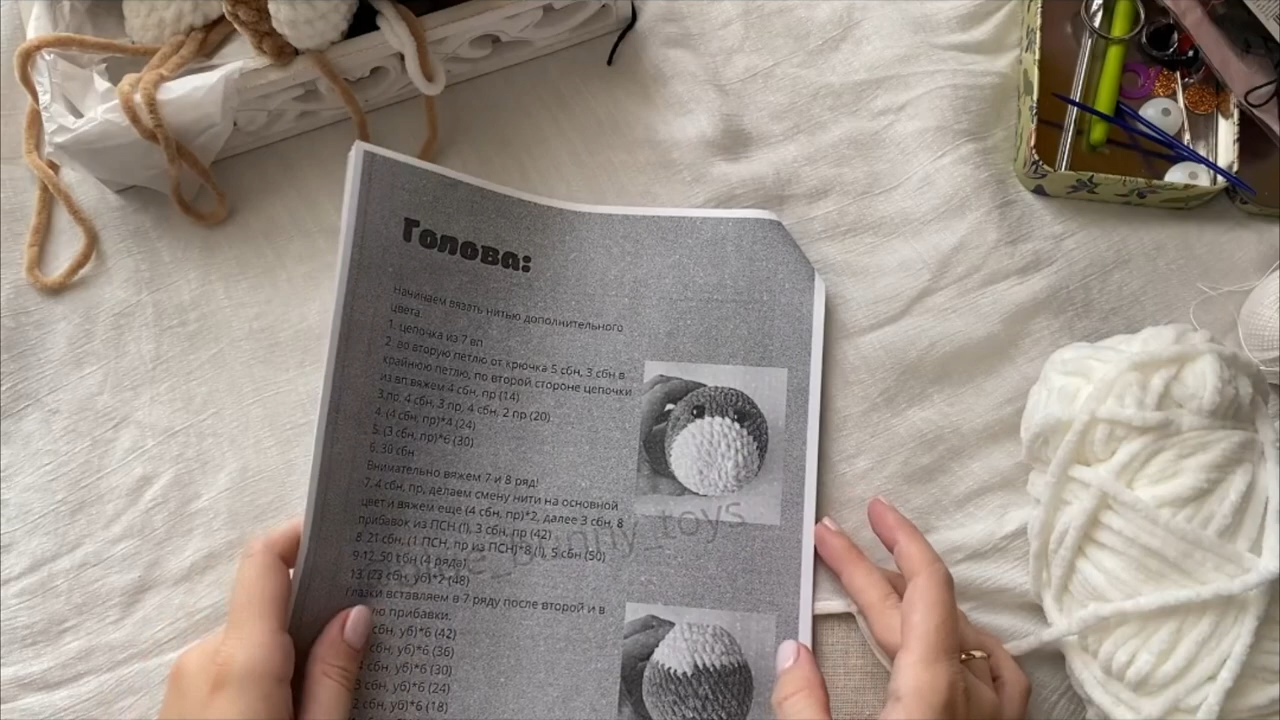 Голова:
Начинаем вязать нитью дополнительного
цвета.
1. цепочка из 7 вп
2. во вторую петлю от крючка 5 сбн, 3 сбн в
крайнюю петлю, по второй стороне цепочки
из вп вяжем 4 сбн, пр (14)
3.пр, 4 сбн, 3 пр, 4 сбн, 2 пр (20)
4. (4 сбн, пр)*4 (24)
5. (3 сбн, пр)*6 (30)
6. 30 сбн
Внимательно вяжем 7 и 8 ряд!
7. 4 сбн, пр, делаем смену нити на основной
цвет и вяжем еще (4 сбн, пр)*2, далее 3 сбн, 8
прибавок из ПСН (!), 3 сбн, пр (42)
8. 21 сбн, (1 ПСН, пр из ПСН)*8 (!), 5 сбн (50)
9-12. 50 сбн (4 ряда)
13. (23 сбн, уб)*2 (48)
Глазки вставляем в 7 ряду после второй и в
прибавки.
сбн, уб)*6 (42)
сбн, уб)*6 (36)
сбн, уб)*6 (30)
3 сбн, уб)*6 (24)
2 сбн, уб)*6 (18)
toys